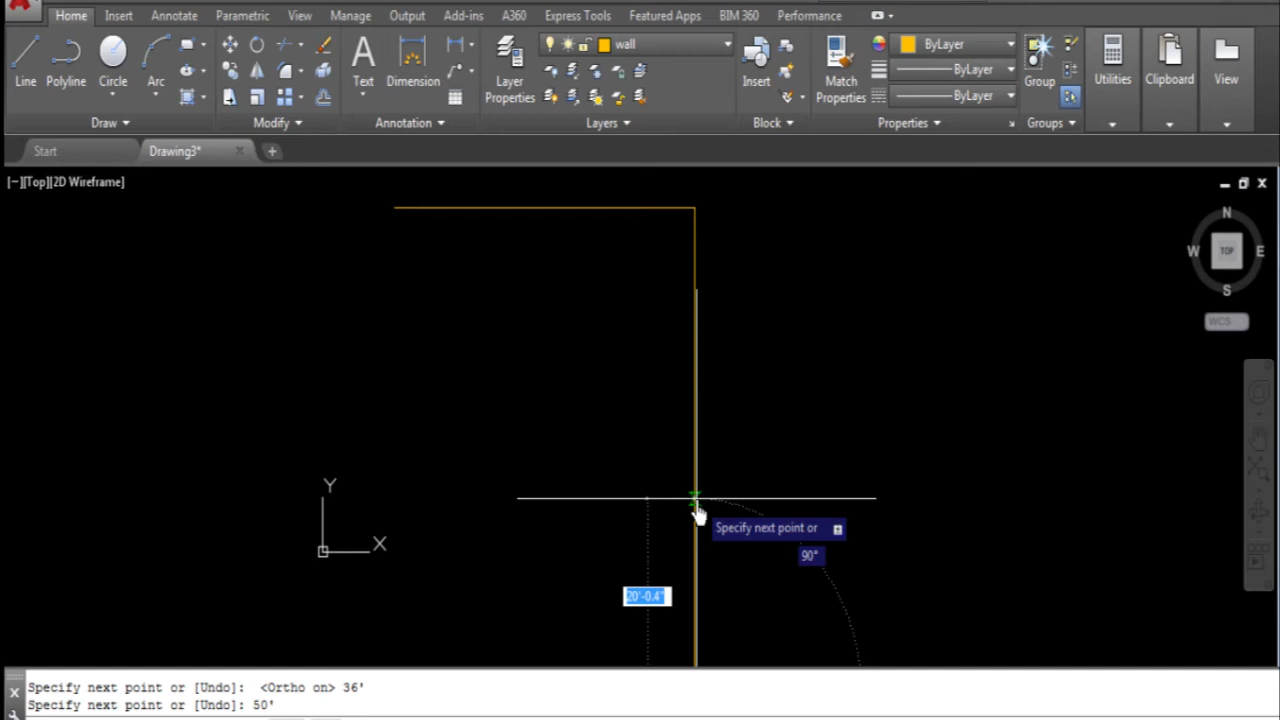 Home Insert Annotate Parametric View Manage Output Add-ins A360 Express Tools Featured Apps BIM 360 Performance
wall
ByLayer
ByLayer
ByLayer
Line Polyline Circle Arc Text Dimension Layer Properties Insert Match Properties Group Utilities Clipboard View
Draw Modify Annotation Layers Block Properties Groups
Start Drawing3*
[−][Top][2D Wireframe]
N
W TOP E
S
WCS
Y
X
Specify next point or
90°
20'-0.4"
Specify next point or [Undo]: <Ortho on> 36'
Specify next point or [Undo]: 50'